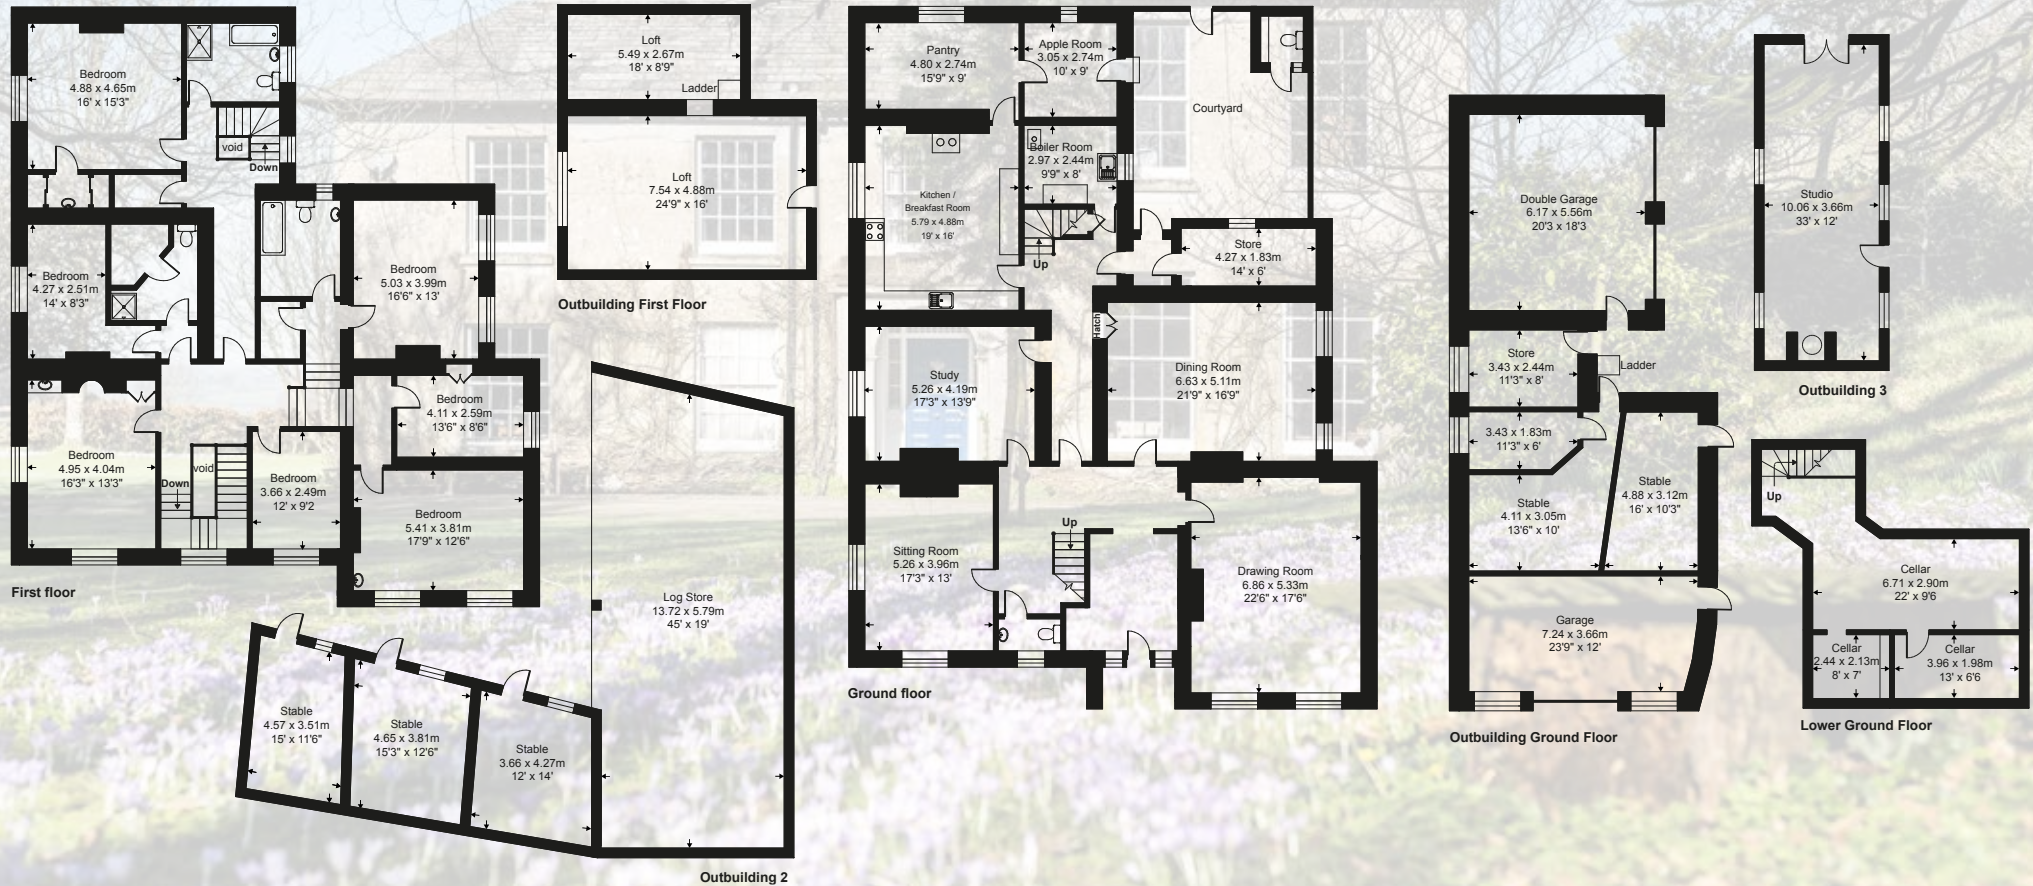 Bedroom
4.88 x 4.65m
16' x 15'3"
void
Down
Bedroom
4.27 x 2.51m
14' x 8'3"
Bedroom
5.03 x 3.99m
16'6" x 13'
Bedroom
4.11 x 2.59m
13'6" x 8'6"
Bedroom
4.95 x 4.04m
16'3" x 13'3"
void
Down
Bedroom
3.66 x 2.49m
12' x 9'2
Bedroom
5.41 x 3.81m
17'9" x 12'6"
First floor
Loft
5.49 x 2.67m
18' x 8'9"
Ladder
Loft
7.54 x 4.88m
24'9" x 16'
Outbuilding First Floor
Log Store
13.72 x 5.79m
45' x 19'
Stable
4.57 x 3.51m
15' x 11'6"
Stable
4.65 x 3.81m
15'3" x 12'6"
Stable
3.66 x 4.27m
12' x 14'
Outbuilding 2
Pantry
4.80 x 2.74m
15'9" x 9'
Apple Room
3.05 x 2.74m
10' x 9'
Courtyard
Boiler Room
2.97 x 2.44m
9'9" x 8'
Kitchen /
Breakfast Room
5.79 x 4.88m
19' x 16'
Up
Store
4.27 x 1.83m
14' x 6'
Hatch
Study
5.26 x 4.19m
17'3" x 13'9"
Dining Room
6.63 x 5.11m
21'9" x 16'9"
Sitting Room
5.26 x 3.96m
17'3" x 13'
Up
Drawing Room
6.86 x 5.33m
22'6" x 17'6"
Ground floor
Double Garage
6.17 x 5.56m
20'3 x 18'3
Store
3.43 x 2.44m
11'3" x 8'
Ladder
3.43 x 1.83m
11'3" x 6'
Stable
4.11 x 3.05m
13'6" x 10'
Stable
4.88 x 3.12m
16' x 10'3"
Garage
7.24 x 3.66m
23'9" x 12'
Outbuilding Ground Floor
Studio
10.06 x 3.66m
33' x 12'
Outbuilding 3
Up
Cellar
6.71 x 2.90m
22' x 9'6
Cellar
2.44 x 2.13m
8' x 7'
Cellar
3.96 x 1.98m
13' x 6'6
Lower Ground Floor